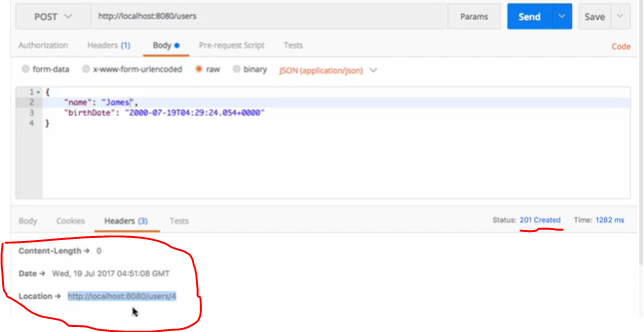 POST http://localhost:8080/users Params Send Save
Authorization Headers (1) Body Pre-request Script Tests Code
form-data x-www-form-urlencoded raw binary JSON (application/json)
1 {
2 "name": "James",
3 "birthDate": "2000-07-19T04:29:24.054+0000"
4 }
Body Cookies Headers (3) Tests Status: 201 Created Time: 1282 ms
Content-Length → 0
Date → Wed, 19 Jul 2017 04:51:08 GMT
Location → http://localhost:8080/users/4